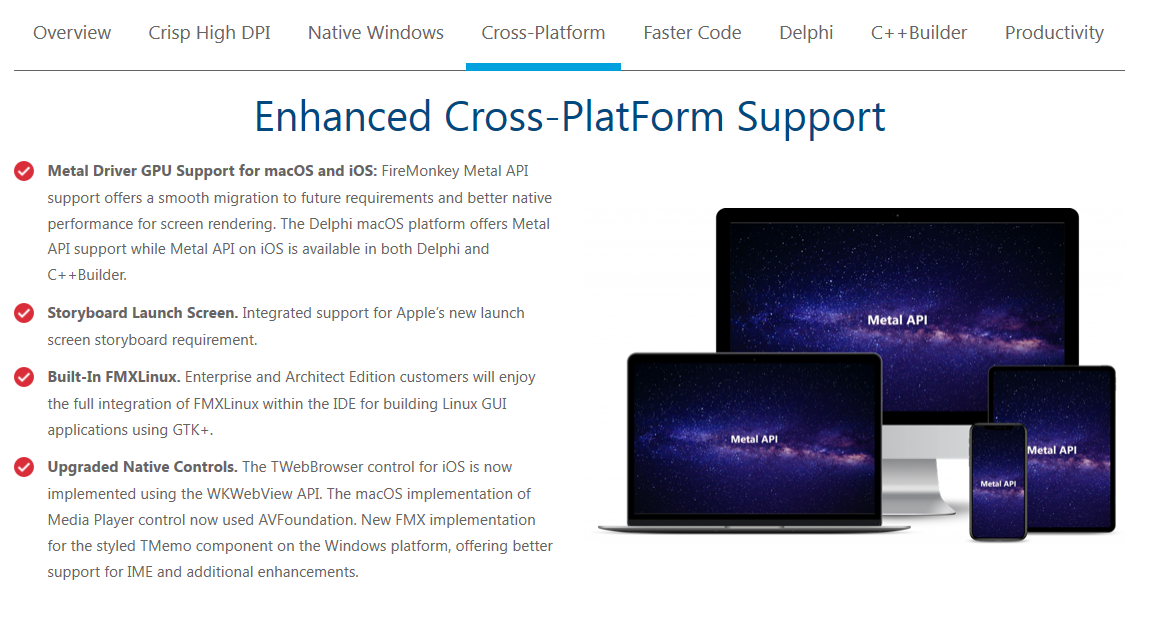 Overview Crisp High DPI Native Windows Cross-Platform Faster Code Delphi C++Builder Productivity
Enhanced Cross-PlatForm Support
Metal Driver GPU Support for macOS and iOS: FireMonkey Metal API
support offers a smooth migration to future requirements and better native
performance for screen rendering. The Delphi macOS platform offers Metal
API support while Metal API on iOS is available in both Delphi and
C++Builder.
Storyboard Launch Screen. Integrated support for Apple’s new launch
screen storyboard requirement.
Built-In FMXLinux. Enterprise and Architect Edition customers will enjoy
the full integration of FMXLinux within the IDE for building Linux GUI
applications using GTK+.
Upgraded Native Controls. The TWebBrowser control for iOS is now
implemented using the WKWebView API. The macOS implementation of
Media Player control now used AVFoundation. New FMX implementation
for the styled TMemo component on the Windows platform, offering better
support for IME and additional enhancements.
Metal API
Metal API
Metal API
Metal API